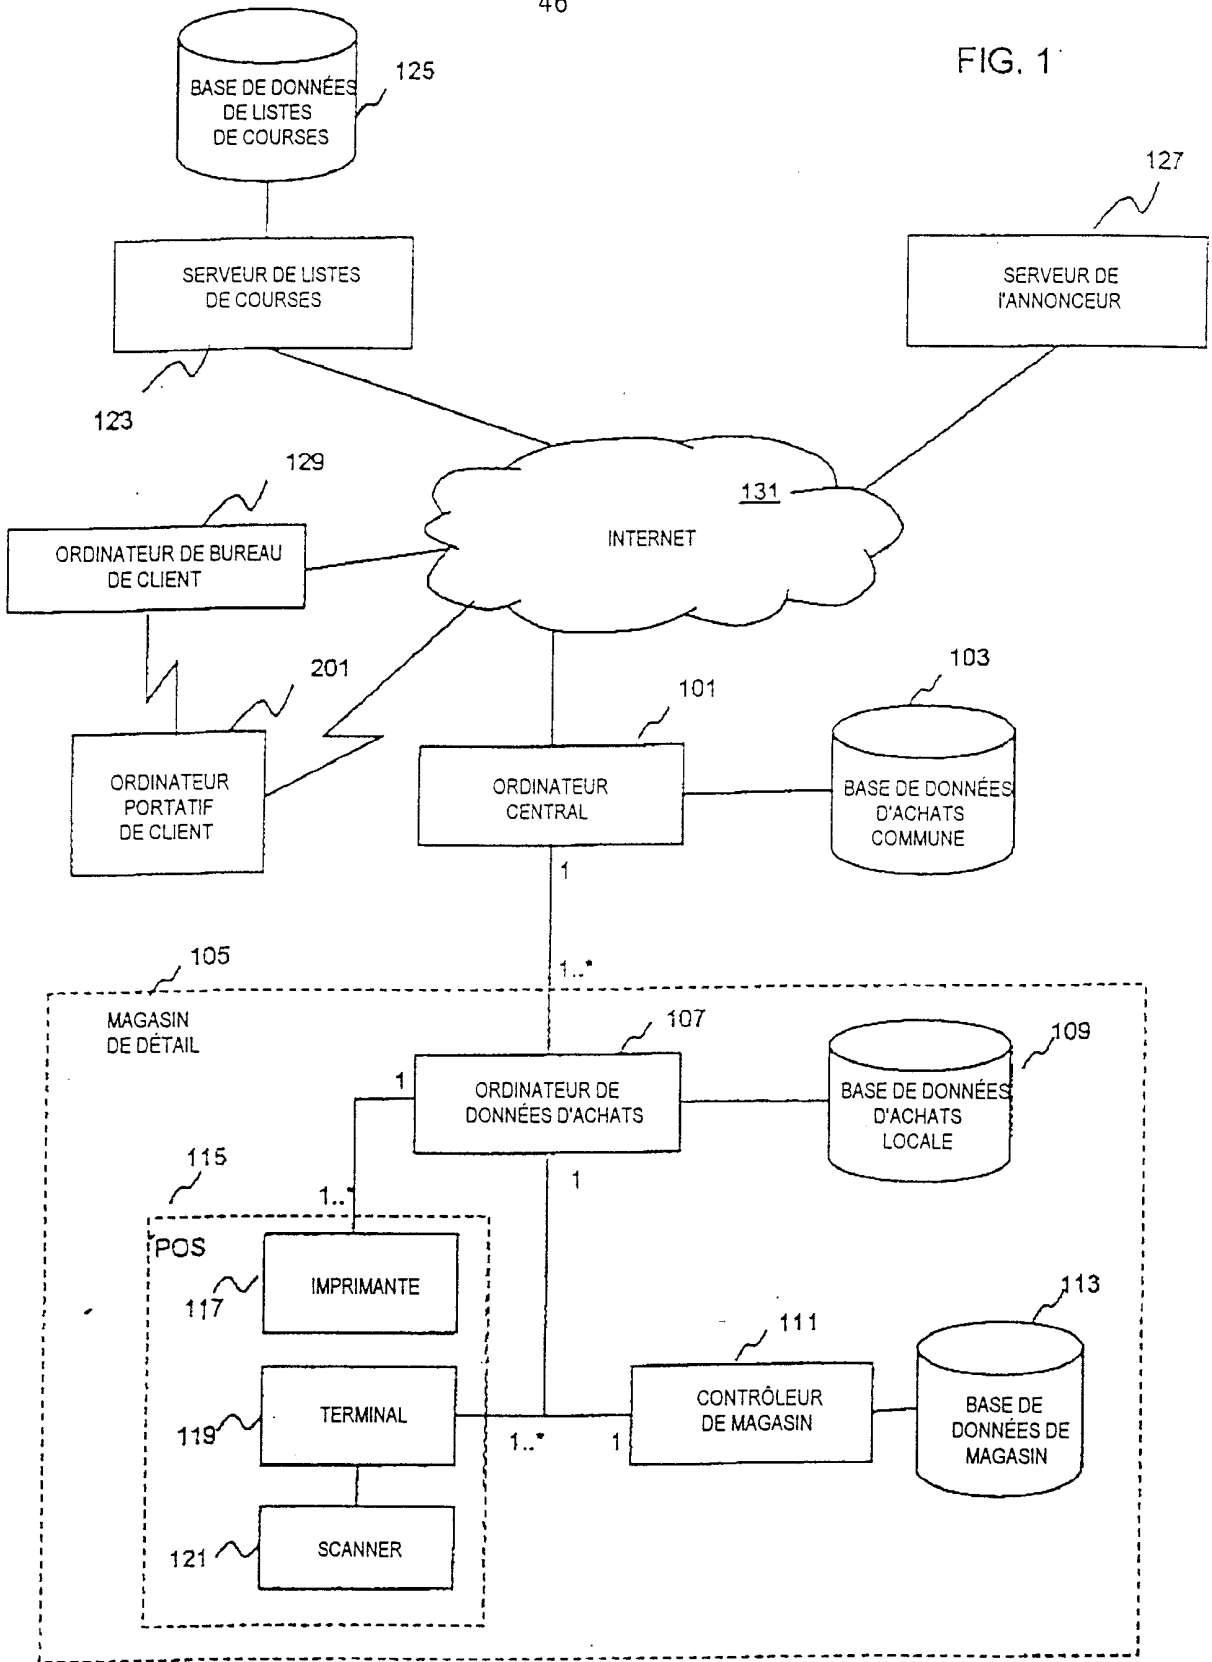 46
FIG. 1
BASE DE DONNÉES
DE LISTES
DE COURSES
125
127
SERVEUR DE LISTES
DE COURSES
SERVEUR DE
l'ANNONCEUR
123
129
131
INTERNET
ORDINATEUR DE BUREAU
DE CLIENT
201
101
103
ORDINATEUR
PORTATIF
DE CLIENT
ORDINATEUR
CENTRAL
BASE DE DONNÉES
D'ACHATS
COMMUNE
1
105
1..*
MAGASIN
DE DÉTAIL
107
109
1
ORDINATEUR DE
DONNÉES D'ACHATS
BASE DE DONNÉES
D'ACHATS
LOCALE
115
1
1..*
POS
IMPRIMANTE
117
111
113
TERMINAL
119
1..*
1
CONTRÔLEUR
DE MAGASIN
BASE DE
DONNÉES DE
MAGASIN
SCANNER
121